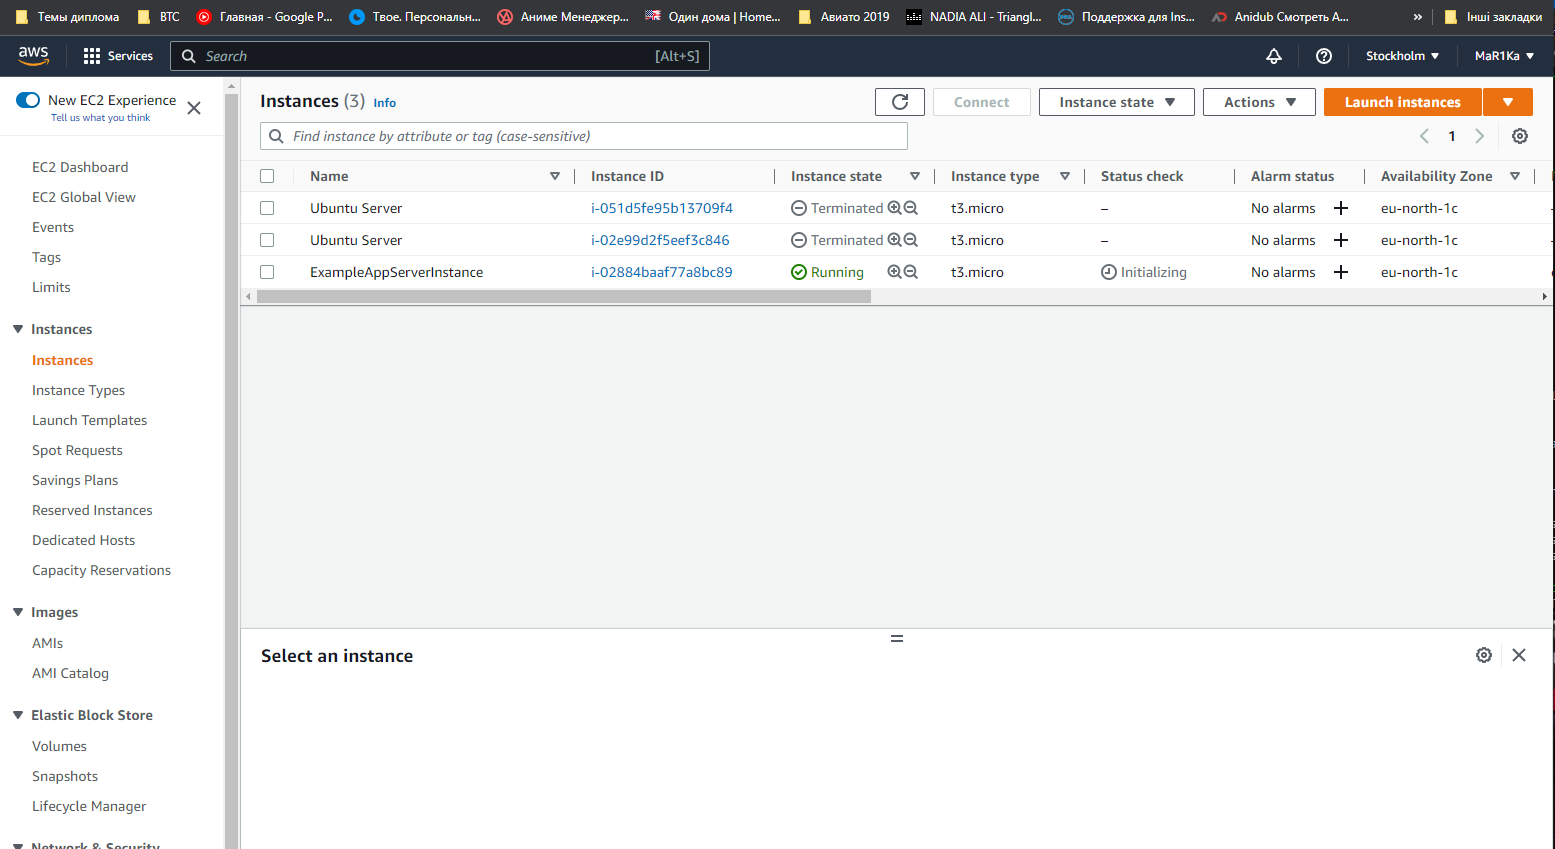 Темы диплома BTC Главная - Google P... Твое. Персональн... Аниме Менеджер... Один дома | Home... Авиато 2019 NADIA ALI - Triangl... Поддержка для Ins... Anidub Смотреть А... » Інші закладки
aws Services Search [Alt+S] Stockholm MaR1Ka
New EC2 Experience
Tell us what you think
EC2 Dashboard
EC2 Global View
Events
Tags
Limits
Instances
Instances
Instance Types
Launch Templates
Spot Requests
Savings Plans
Reserved Instances
Dedicated Hosts
Capacity Reservations
Images
AMIs
AMI Catalog
Elastic Block Store
Volumes
Snapshots
Lifecycle Manager
Network & Security
Instances (3) Info Connect Instance state Actions Launch instances
Find instance by attribute or tag (case-sensitive) 1
Name Instance ID Instance state Instance type Status check Alarm status Availability Zone
Ubuntu Server i-051d5fe95b13709f4 Terminated t3.micro – No alarms + eu-north-1c
Ubuntu Server i-02e99d2f5eef3c846 Terminated t3.micro – No alarms + eu-north-1c
ExampleAppServerInstance i-02884baaf77a8bc89 Running t3.micro Initializing No alarms + eu-north-1c
Select an instance